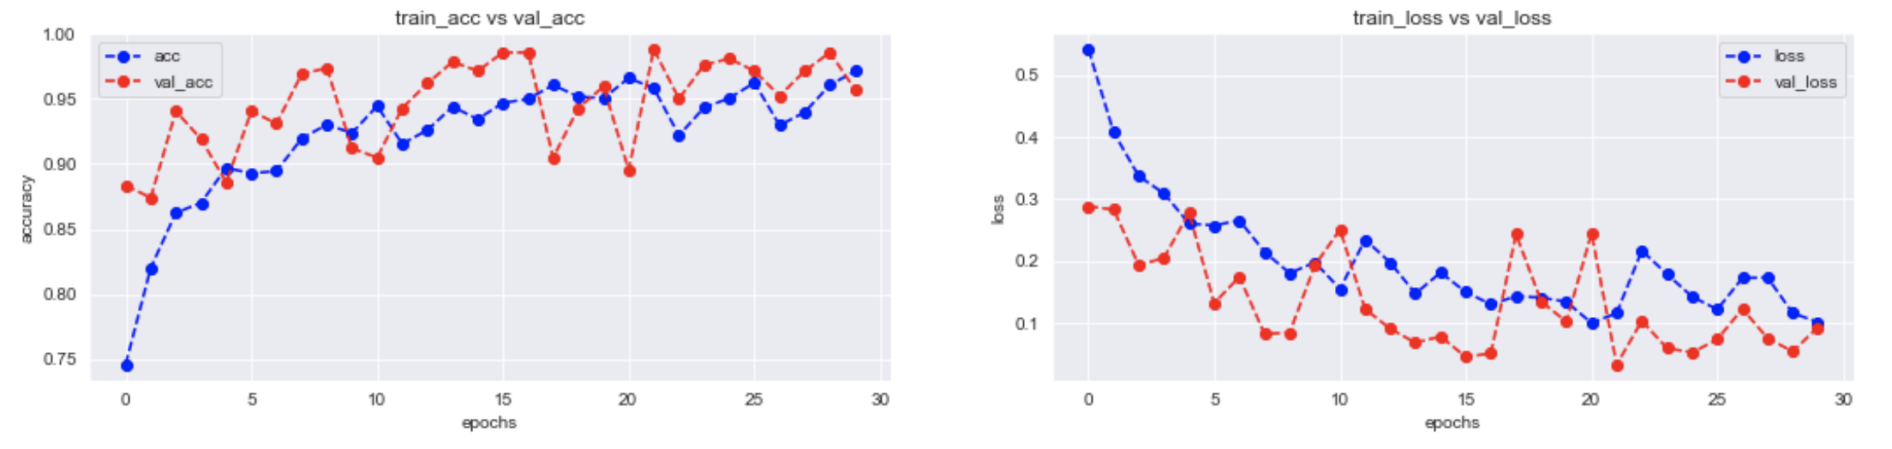 train_acc vs val_acc
acc
val_acc
accuracy
1.00
0.95
0.90
0.85
0.80
0.75
0 5 10 15 20 25 30
epochs
train_loss vs val_loss
loss
val_loss
loss
0.5
0.4
0.3
0.2
0.1
0 5 10 15 20 25 30
epochs